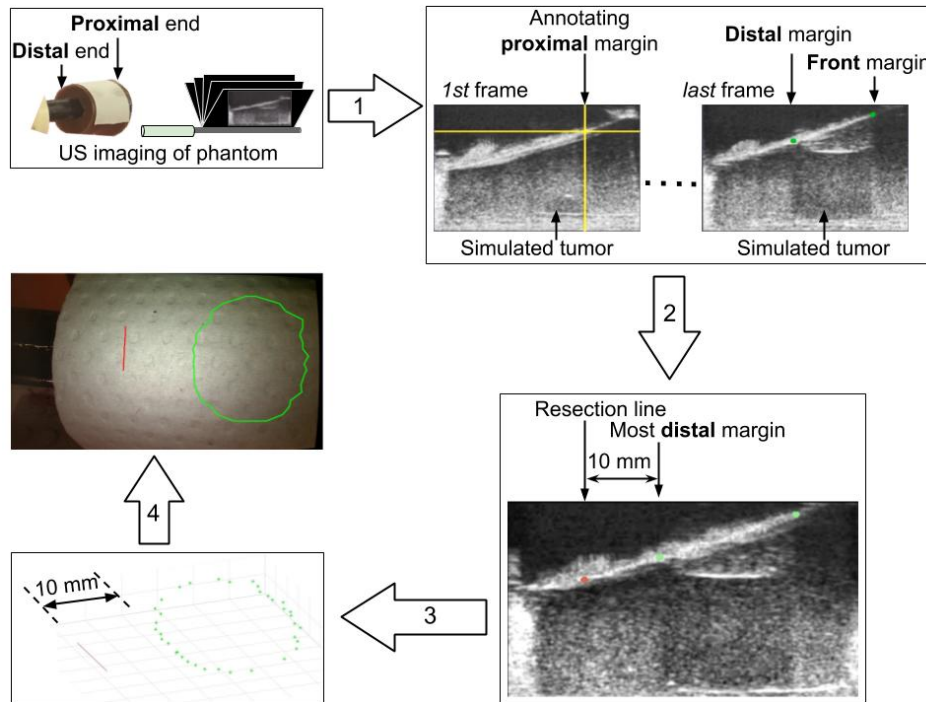 Proximal end
Distal end
US imaging of phantom
1
Annotating
proximal margin
Distal margin
Front margin
1st frame
last frame
Simulated tumor
Simulated tumor
2
Resection line
Most distal margin
10 mm
3
10 mm
4